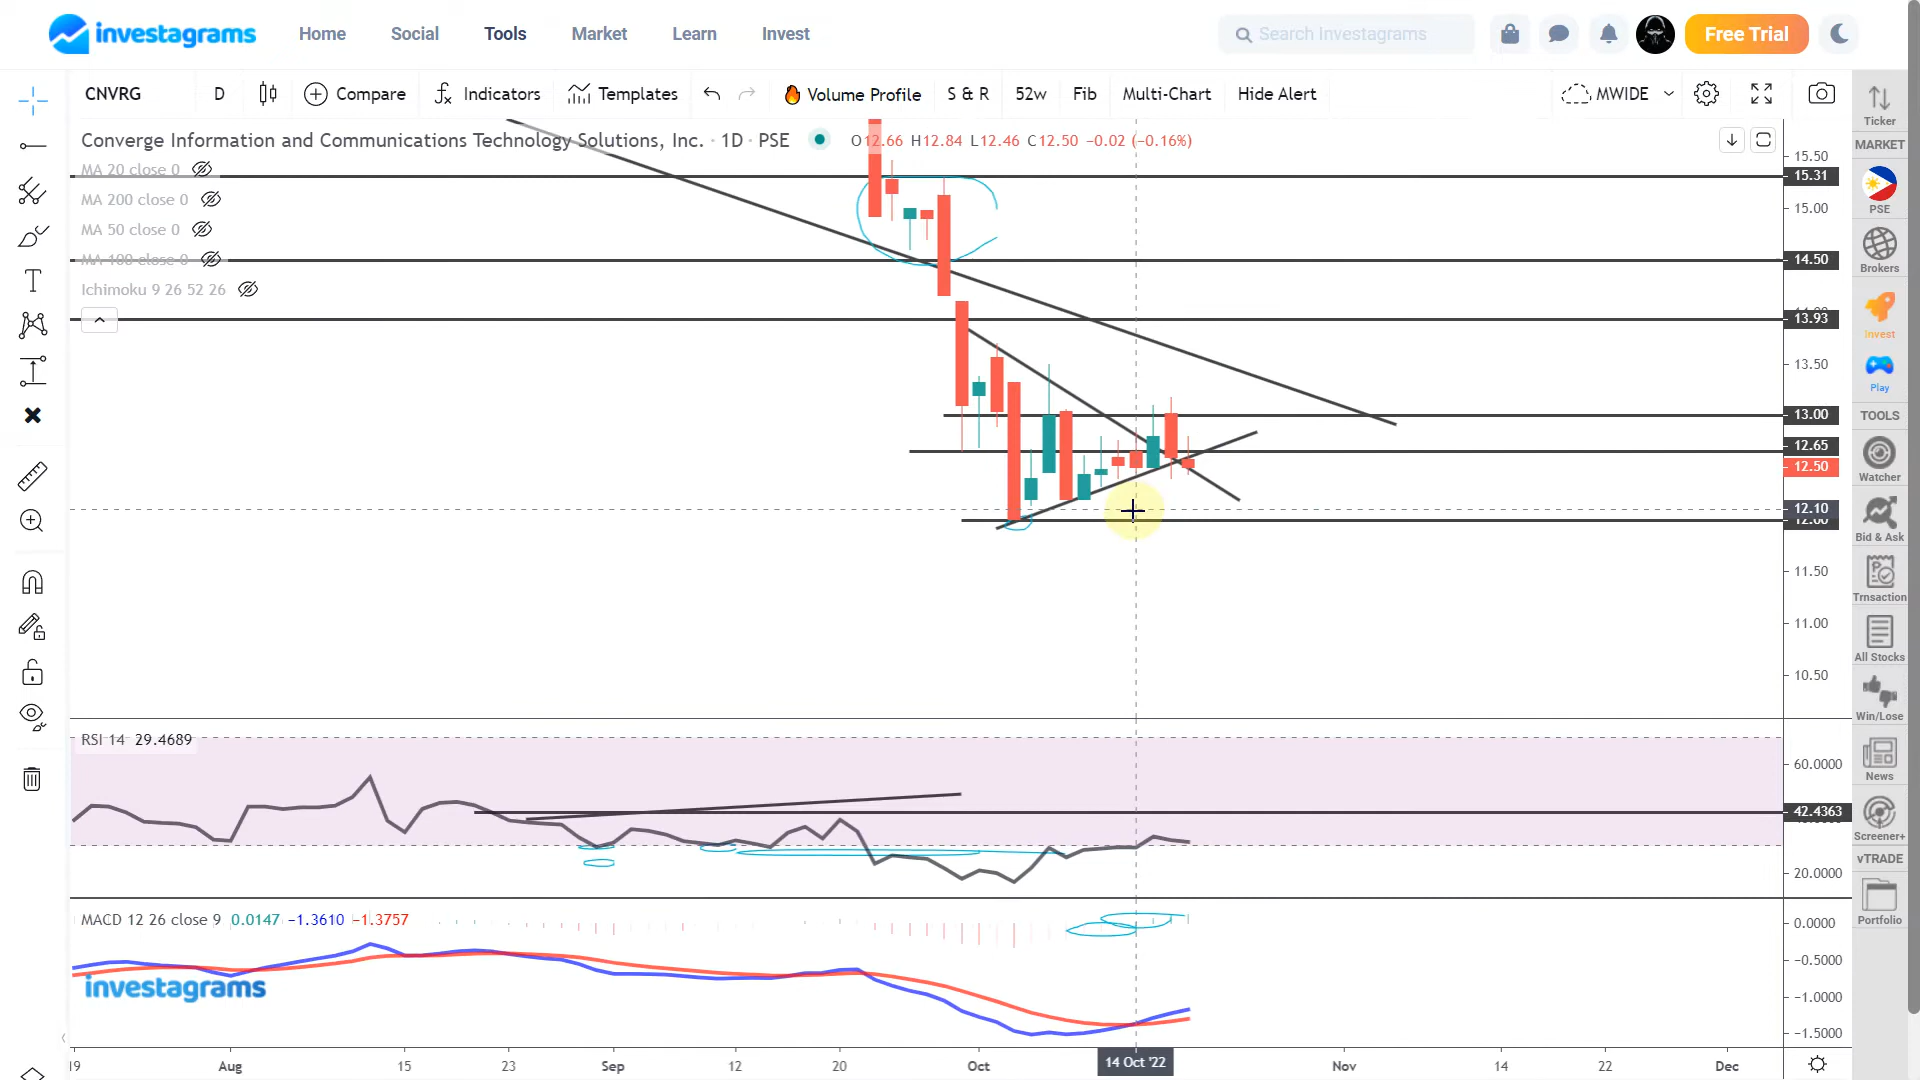 investagrams Home Social Tools Market Learn Invest Search Investagrams Free Trial
CNVRG D Compare Indicators Templates Volume Profile S & R 52w Fib Multi-Chart Hide Alert MWIDE
Converge Information and Communications Technology Solutions, Inc. · 1D · PSE O12.66 H12.84 L12.46 C12.50 −0.02 (−0.16%)
MA 20 close 0
MA 200 close 0
MA 50 close 0
MA 100 close 0
Ichimoku 9 26 52 26
15.50
15.31
15.00
14.50
13.93
13.50
13.00
12.65
12.50
12.10
12.00
11.50
11.00
10.50
RSI 14 29.4689
60.0000
42.4363
20.0000
MACD 12 26 close 9 0.0147 −1.3610 −1.3757
0.0000
−0.5000
−1.0000
−1.5000
investagrams
19 Aug 15 23 Sep 12 20 Oct 14 Oct '22 Nov 14 22 Dec
Ticker
MARKET
PSE
Brokers
Invest
Play
TOOLS
Watcher
Bid & Ask
Trnsaction
All Stocks
Win/Lose
News
Screener+
vTRADE
Portfolio